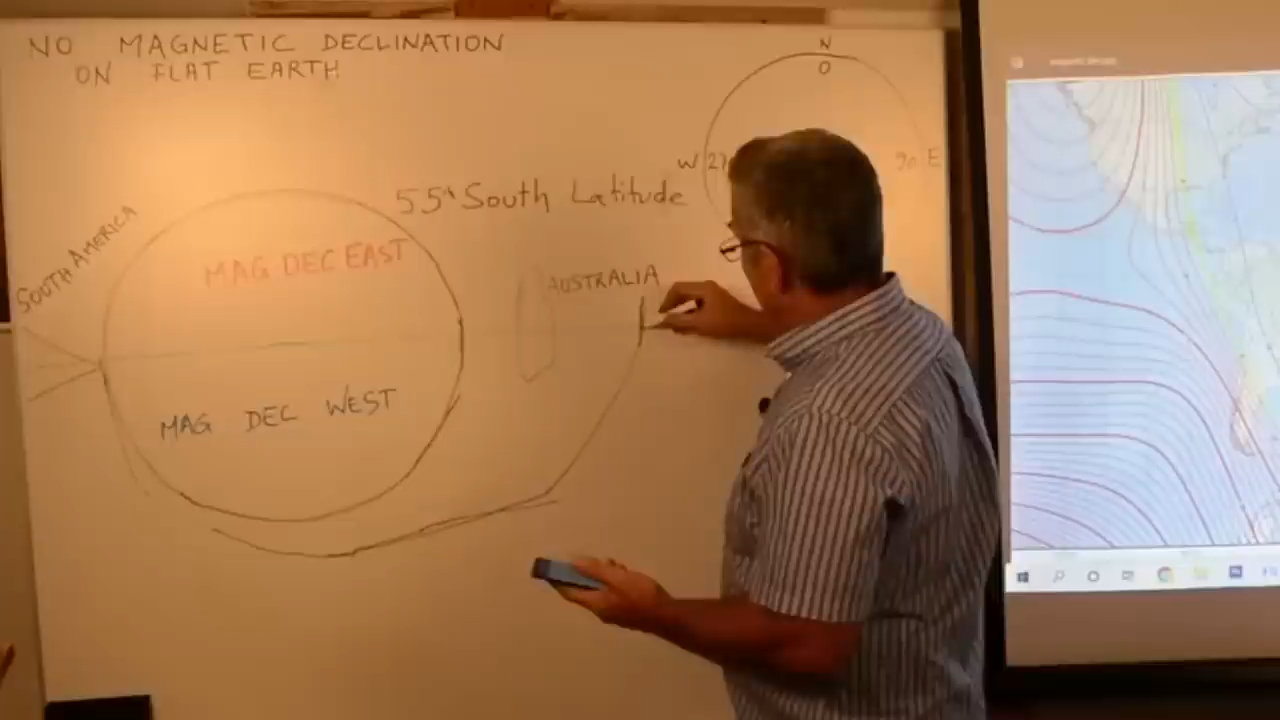 NO MAGNETIC DECLINATION
ON FLAT EARTH
N
O
W 27
90 E
55° South Latitude
SOUTH AMERICA
MAG DEC EAST
AUSTRALIA
MAG DEC WEST